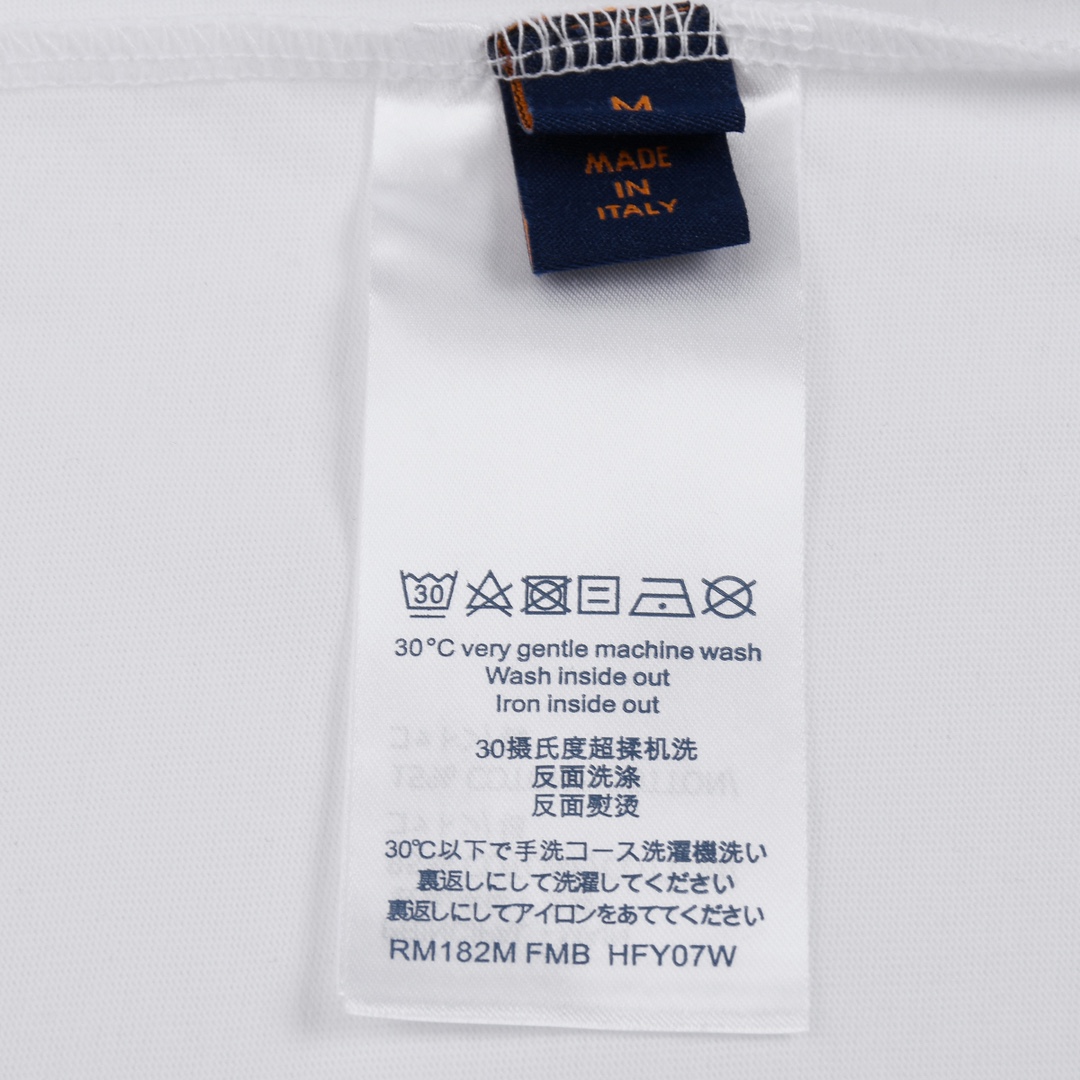 M
MADE
IN
ITALY
30
30°C very gentle machine wash
Wash inside out
Iron inside out
30摄氏度超揉机洗
反面洗涤
反面熨烫
30℃以下で手洗コース洗濯機洗い
裏返しにして洗濯してください
裏返しにしてアイロンをあててください
RM182M FMB HFY07W